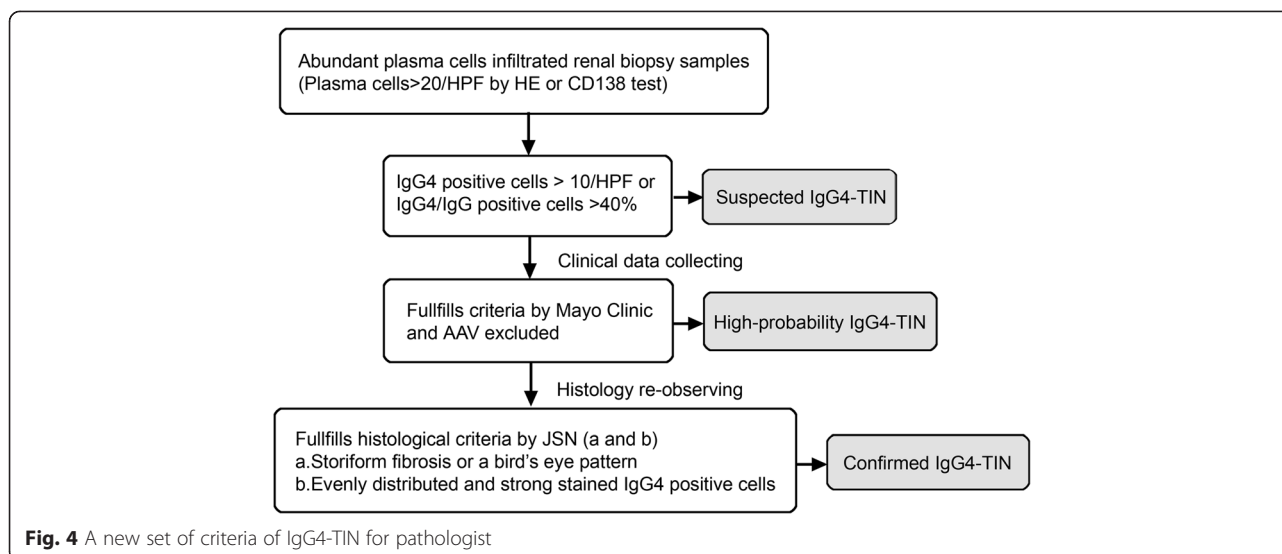 Abundant plasma cells infiltrated renal biopsy samples
(Plasma cells>20/HPF by HE or CD138 test)
IgG4 positive cells > 10/HPF or
IgG4/IgG positive cells >40%
Suspected IgG4-TIN
Clinical data collecting
Fullfills criteria by Mayo Clinic
and AAV excluded
High-probability IgG4-TIN
Histology re-observing
Fullfills histological criteria by JSN (a and b)
a.Storiform fibrosis or a bird's eye pattern
b.Evenly distributed and strong stained IgG4 positive cells
Confirmed IgG4-TIN
Fig. 4 A new set of criteria of IgG4-TIN for pathologist